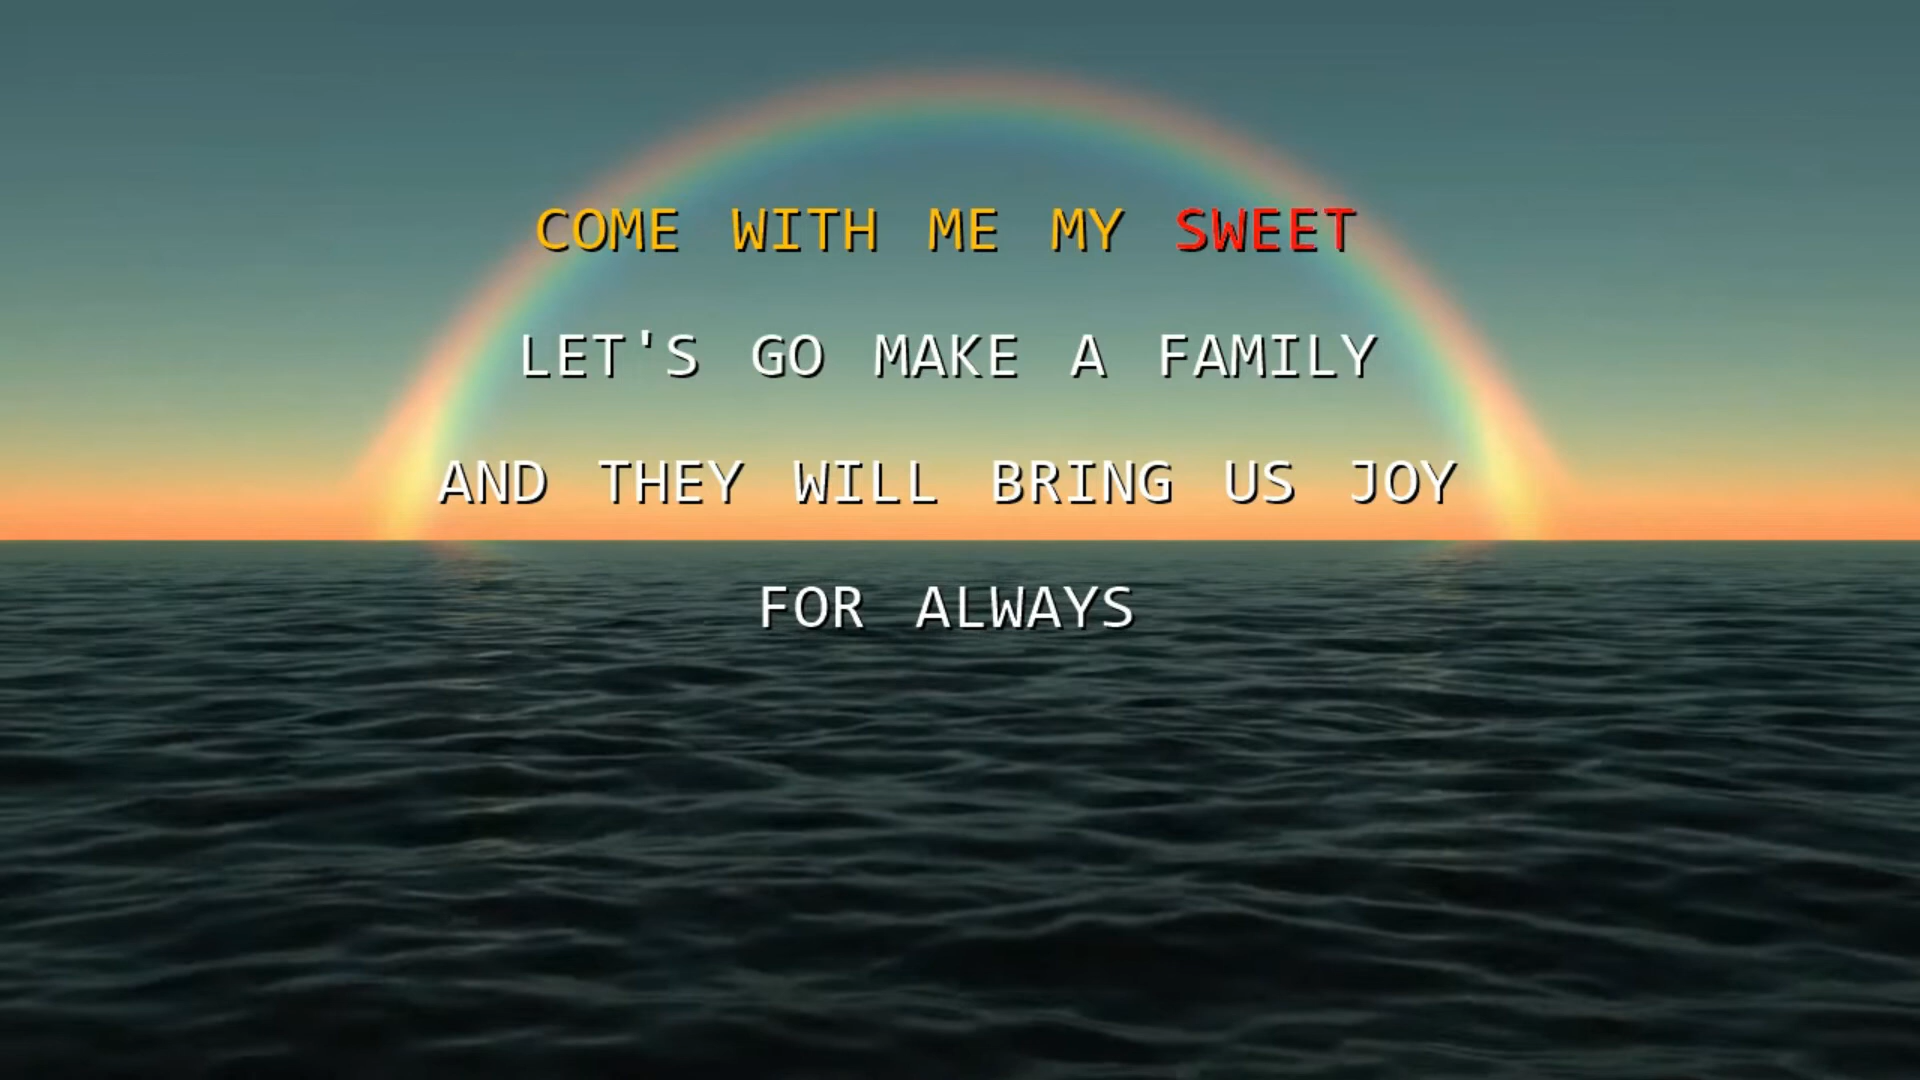 COME WITH ME MY SWEET
LET'S GO MAKE A FAMILY
AND THEY WILL BRING US JOY
FOR ALWAYS